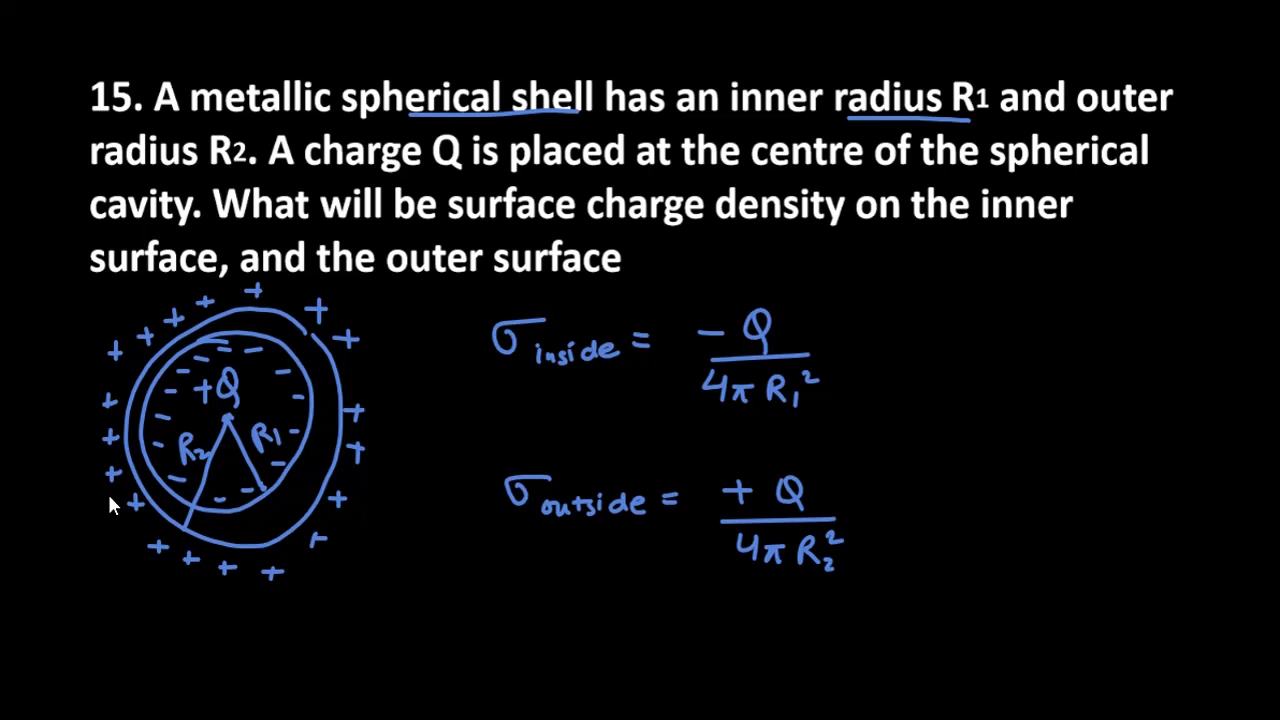 15. A metallic spherical shell has an inner radius R1 and outer
radius R2. A charge Q is placed at the centre of the spherical
cavity. What will be surface charge density on the inner
surface, and the outer surface
+Q
R2
R1
σ inside = - Q / 4π R1²
σ outside = + Q / 4π R2²